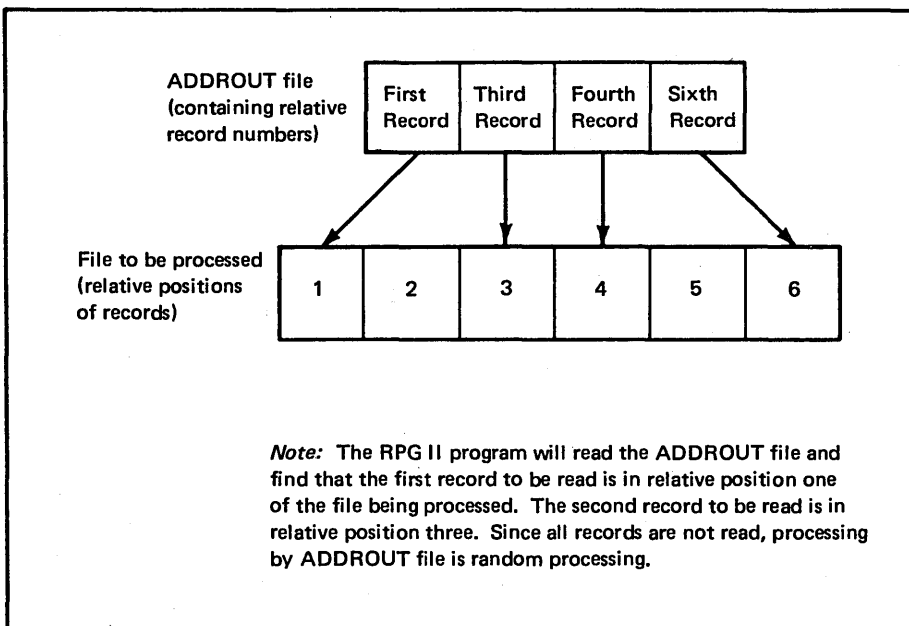 ADDROUT file
(containing relative
record numbers)
First
Record
Third
Record
Fourth
Record
Sixth
Record
File to be processed
(relative positions
of records)
1 2 3 4 5 6
Note: The RPG II program will read the ADDROUT file and
find that the first record to be read is in relative position one
of the file being processed. The second record to be read is in
relative position three. Since all records are not read, processing
by ADDROUT file is random processing.